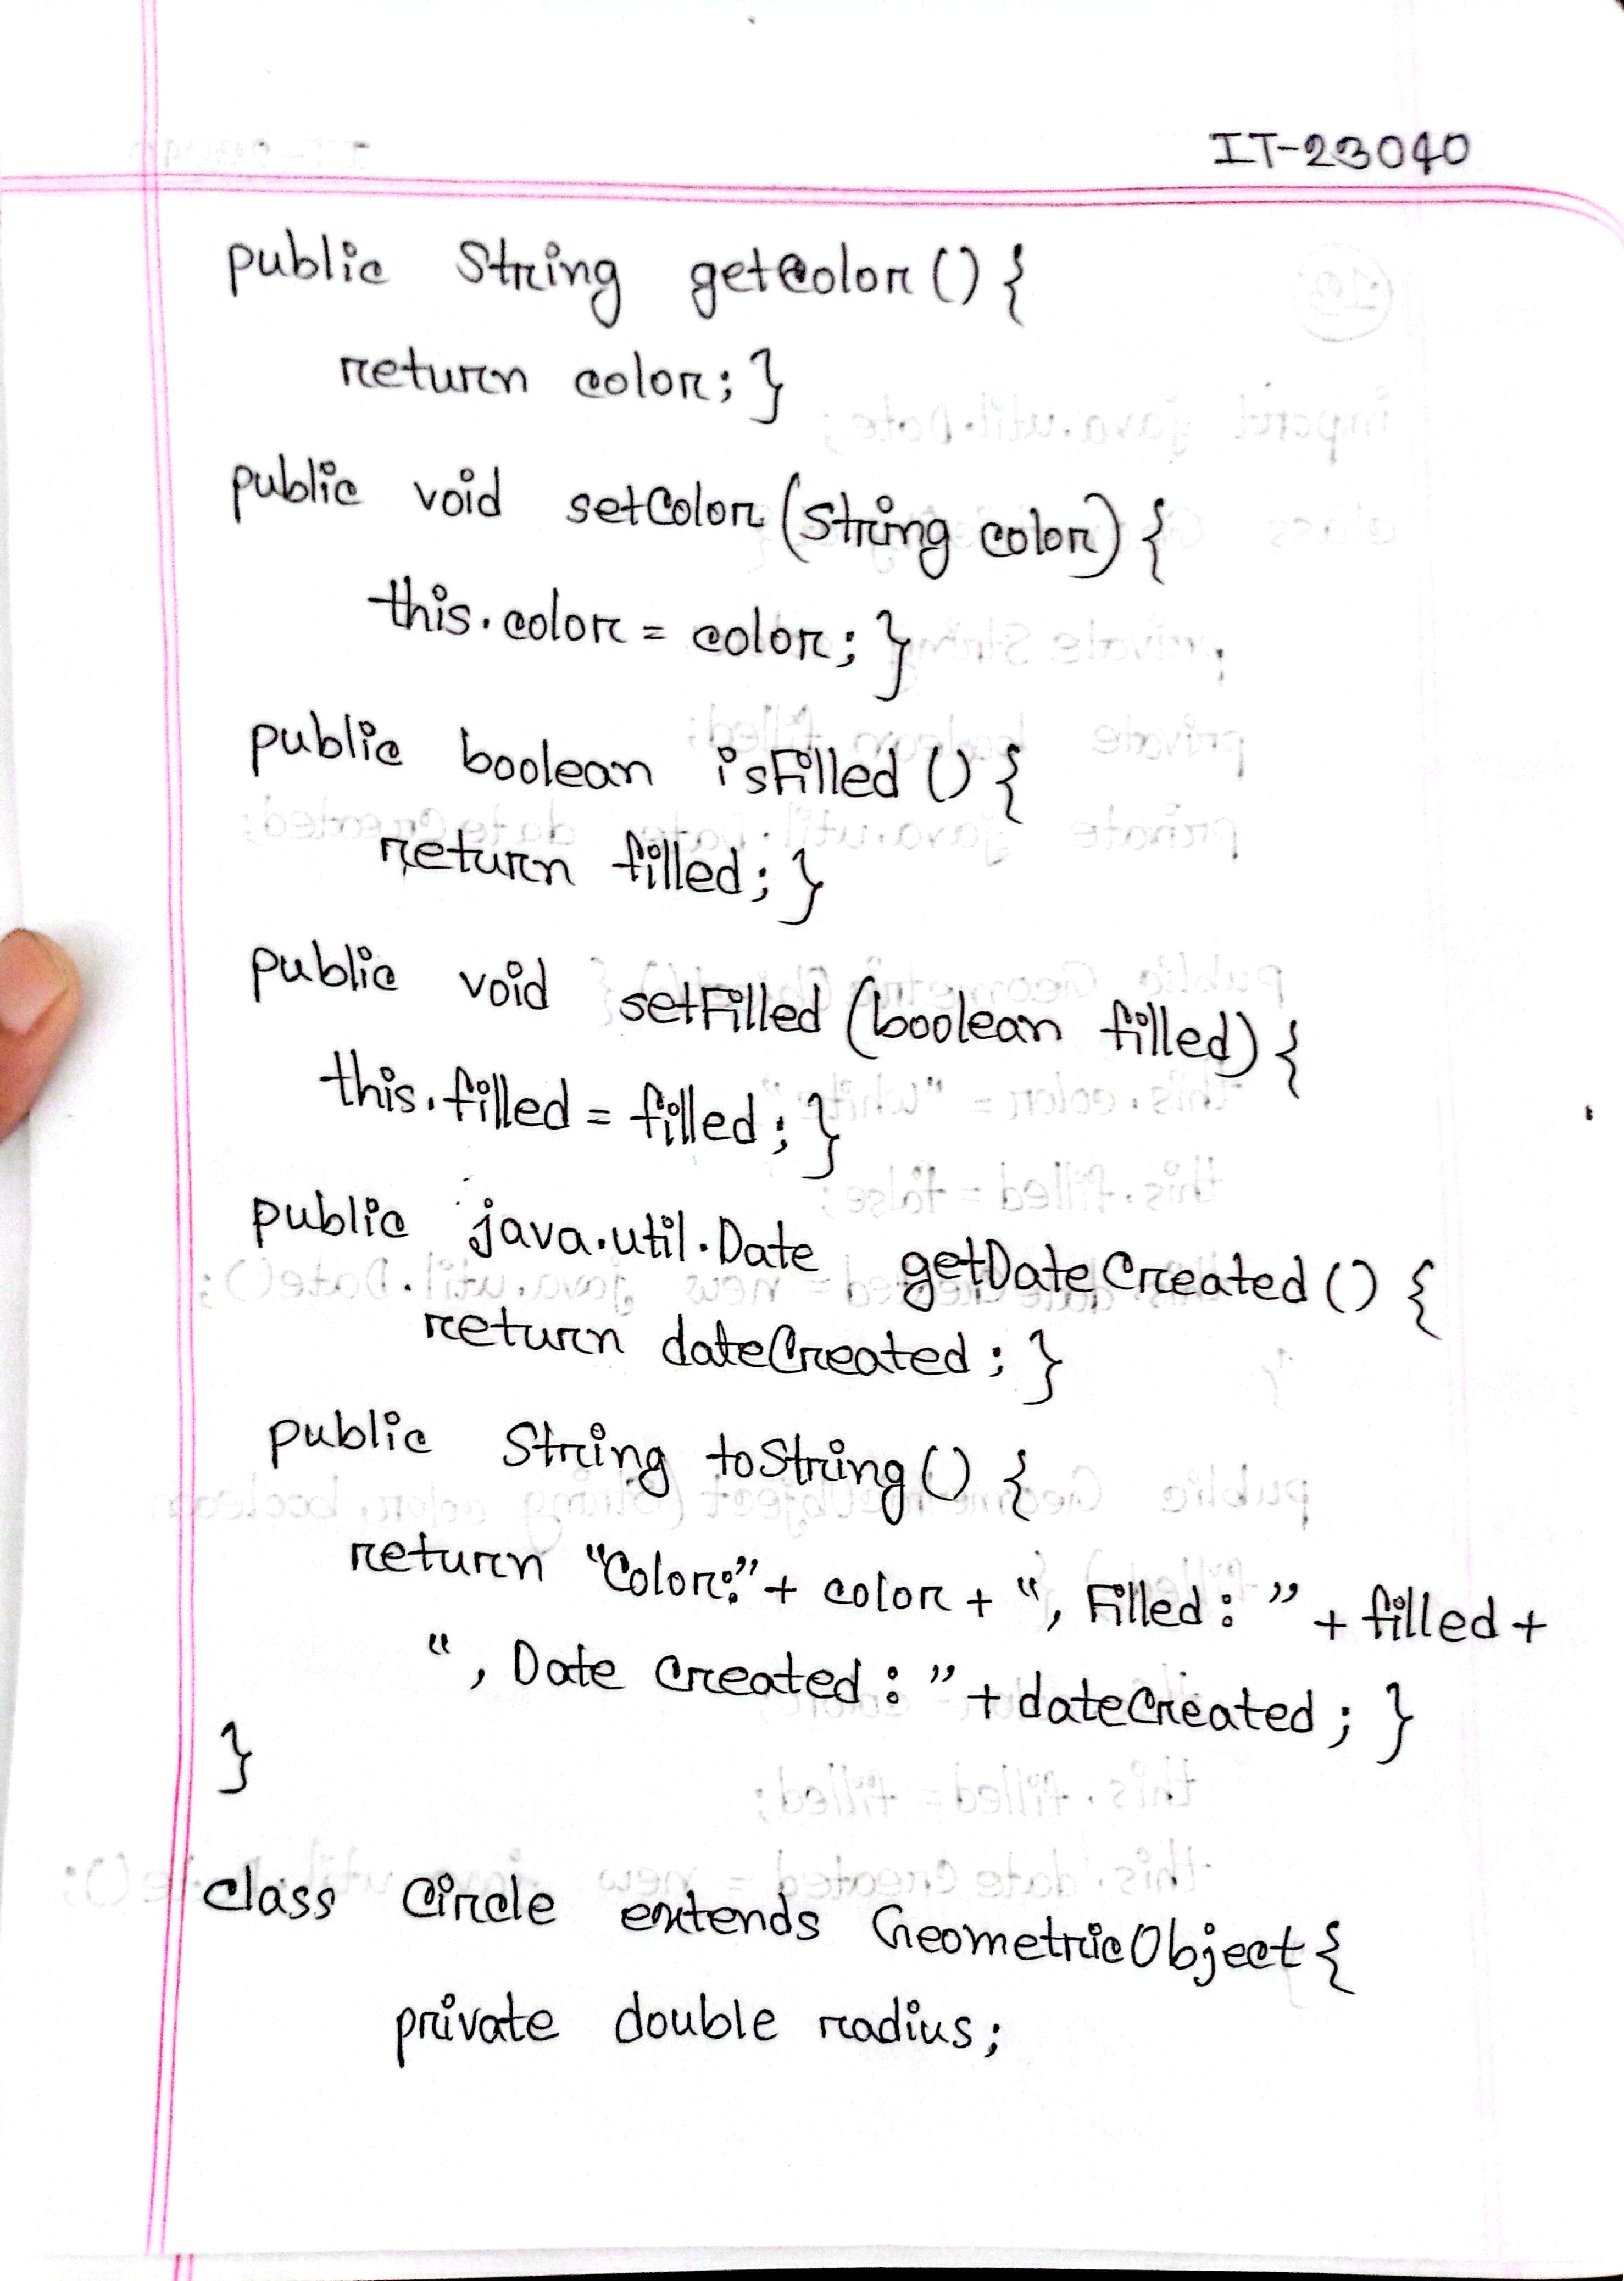 IT-23040
public String getColor() {
return color; }
public void setColor (String color) {
this.color = color; }
public boolean isFilled () {
return filled; }
public void setFilled (boolean filled) {
this.filled = filled; }
public java.util.Date getDateCreated () {
return dateCreated; }
public String toString () {
return "Color:" + color + ", Filled: " + filled +
", Date Created: " + dateCreated; }
}
class Circle extends GeometricObject {
private double radius;